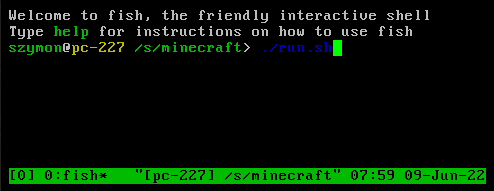 Welcome to fish, the friendly interactive shell
Type help for instructions on how to use fish
szymon@pc-227 /s/minecraft> ./run.sh
[0] 0:fish* "[pc-227] /s/minecraft" 07:59 09-Jun-22